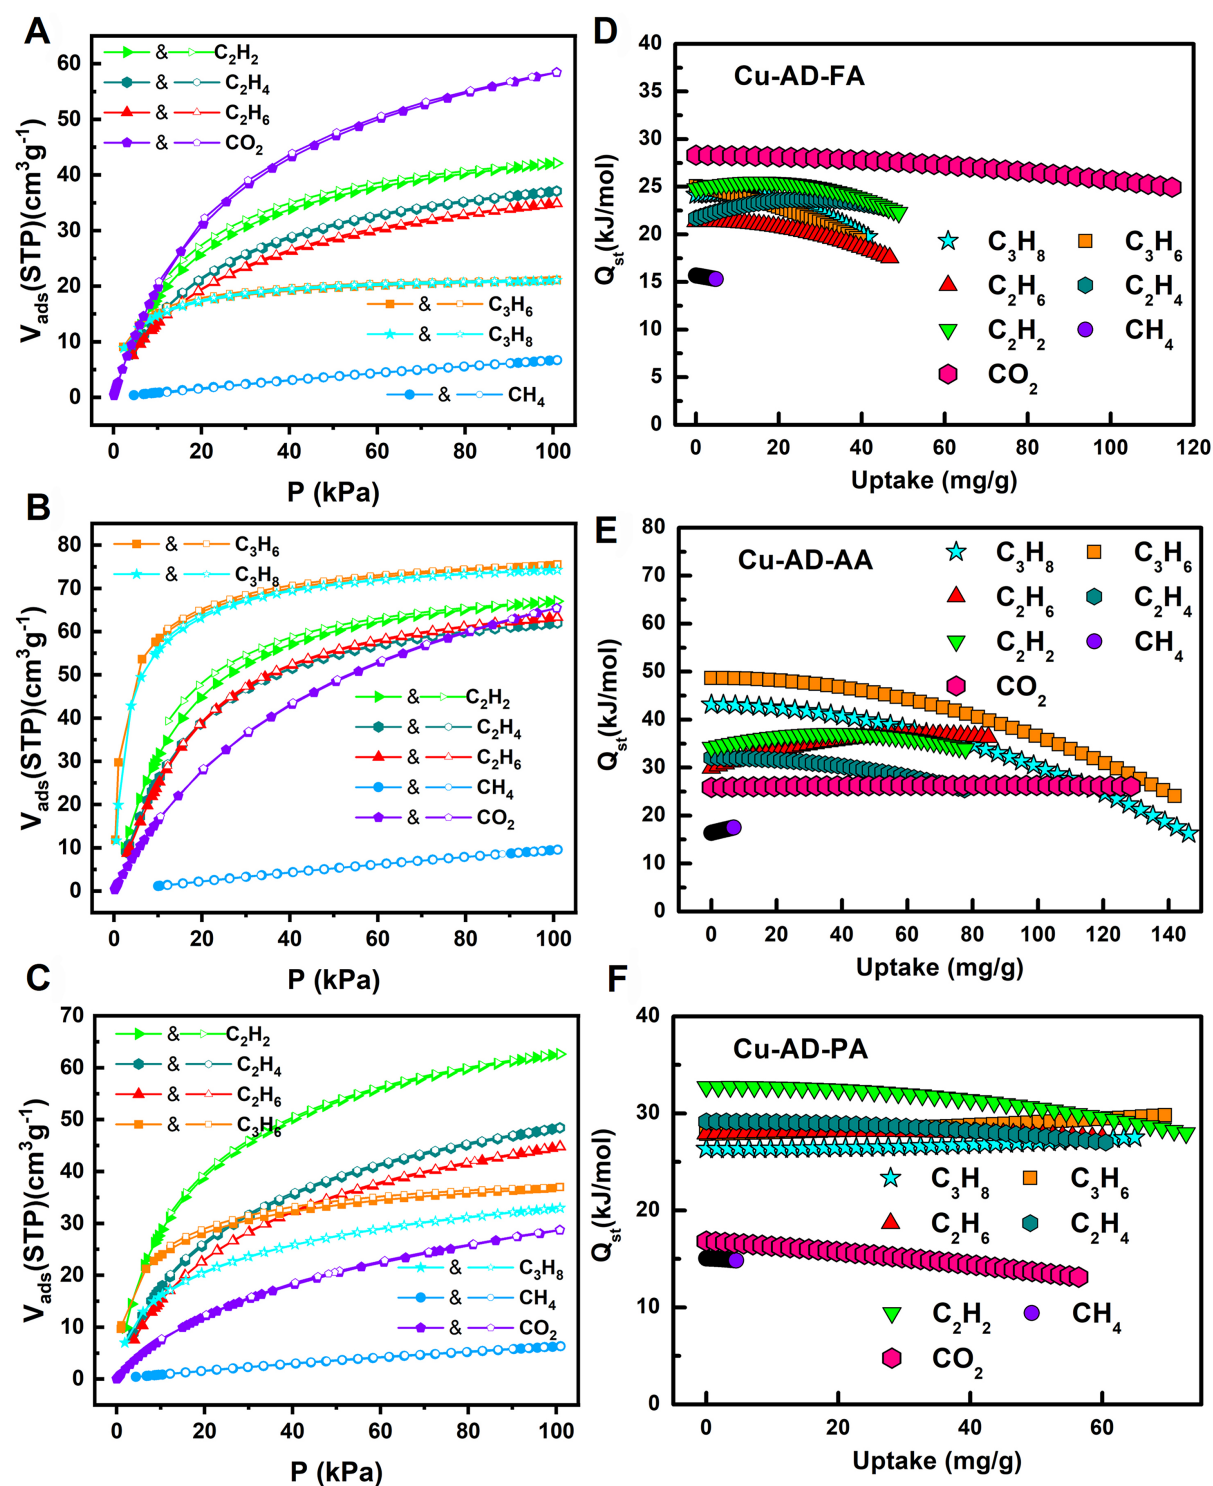 A
V_ads(STP)(cm³g⁻¹)
60
50
40
30
20
10
0
& C₂H₂
& C₂H₄
& C₂H₆
& CO₂
& C₃H₆
& C₃H₈
& CH₄
0 20 40 60 80 100
P (kPa)
D
Q_st(kJ/mol)
40
35
30
25
20
15
10
5
0
Cu-AD-FA
C₃H₈ C₃H₆
C₂H₆ C₂H₄
C₂H₂ CH₄
CO₂
0 20 40 60 80 100 120
Uptake (mg/g)
B
V_ads(STP)(cm³g⁻¹)
80
70
60
50
40
30
20
10
0
& C₃H₆
& C₃H₈
& C₂H₂
& C₂H₄
& C₂H₆
& CH₄
& CO₂
0 20 40 60 80 100
P (kPa)
E
Q_st(kJ/mol)
80
70
60
50
40
30
20
10
0
Cu-AD-AA
C₃H₈ C₃H₆
C₂H₆ C₂H₄
C₂H₂ CH₄
CO₂
0 20 40 60 80 100 120 140
Uptake (mg/g)
C
V_ads(STP)(cm³g⁻¹)
70
60
50
40
30
20
10
0
& C₂H₂
& C₂H₄
& C₂H₆
& C₃H₆
& C₃H₈
& CH₄
& CO₂
0 20 40 60 80 100
P (kPa)
F
Q_st(kJ/mol)
40
30
20
10
0
Cu-AD-PA
C₃H₈ C₃H₆
C₂H₆ C₂H₄
C₂H₂ CH₄
CO₂
0 20 40 60
Uptake (mg/g)